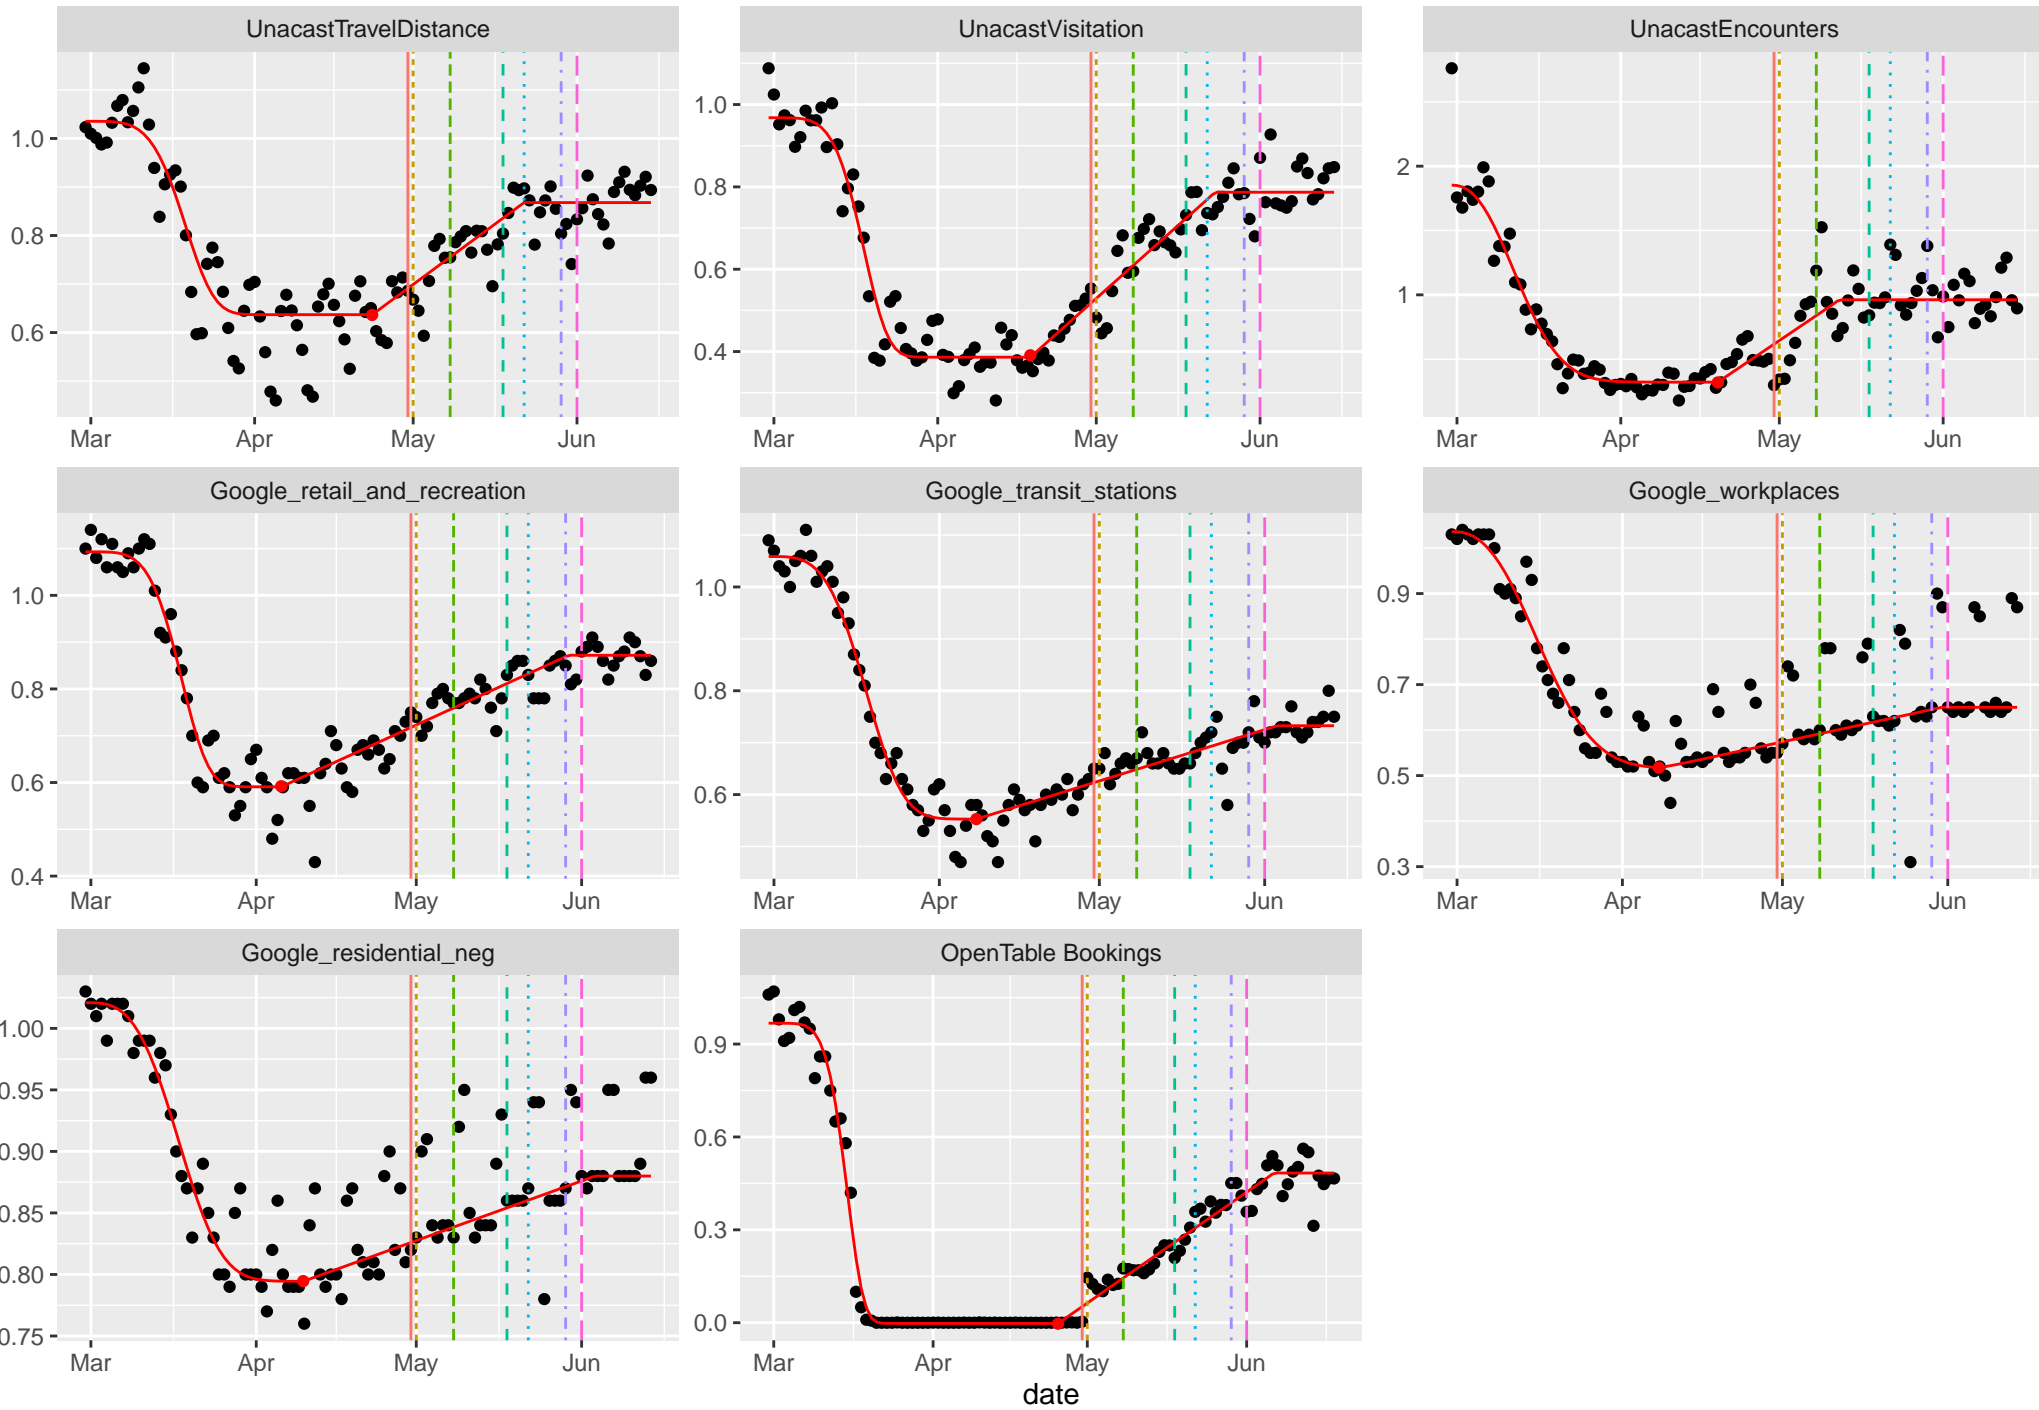 UnacastTravelDistance
UnacastVisitation
UnacastEncounters
1.0
0.8
0.6
Mar Apr May Jun
1.0
0.8
0.6
0.4
Mar Apr May Jun
2
1
Mar Apr May Jun
Google_retail_and_recreation
Google_transit_stations
Google_workplaces
1.0
0.8
0.6
0.4
Mar Apr May Jun
1.0
0.8
0.6
Mar Apr May Jun
0.9
0.7
0.5
0.3
Mar Apr May Jun
Google_residential_neg
OpenTable Bookings
1.00
0.95
0.90
0.85
0.80
0.75
Mar Apr May Jun
0.9
0.6
0.3
0.0
Mar Apr May Jun
date